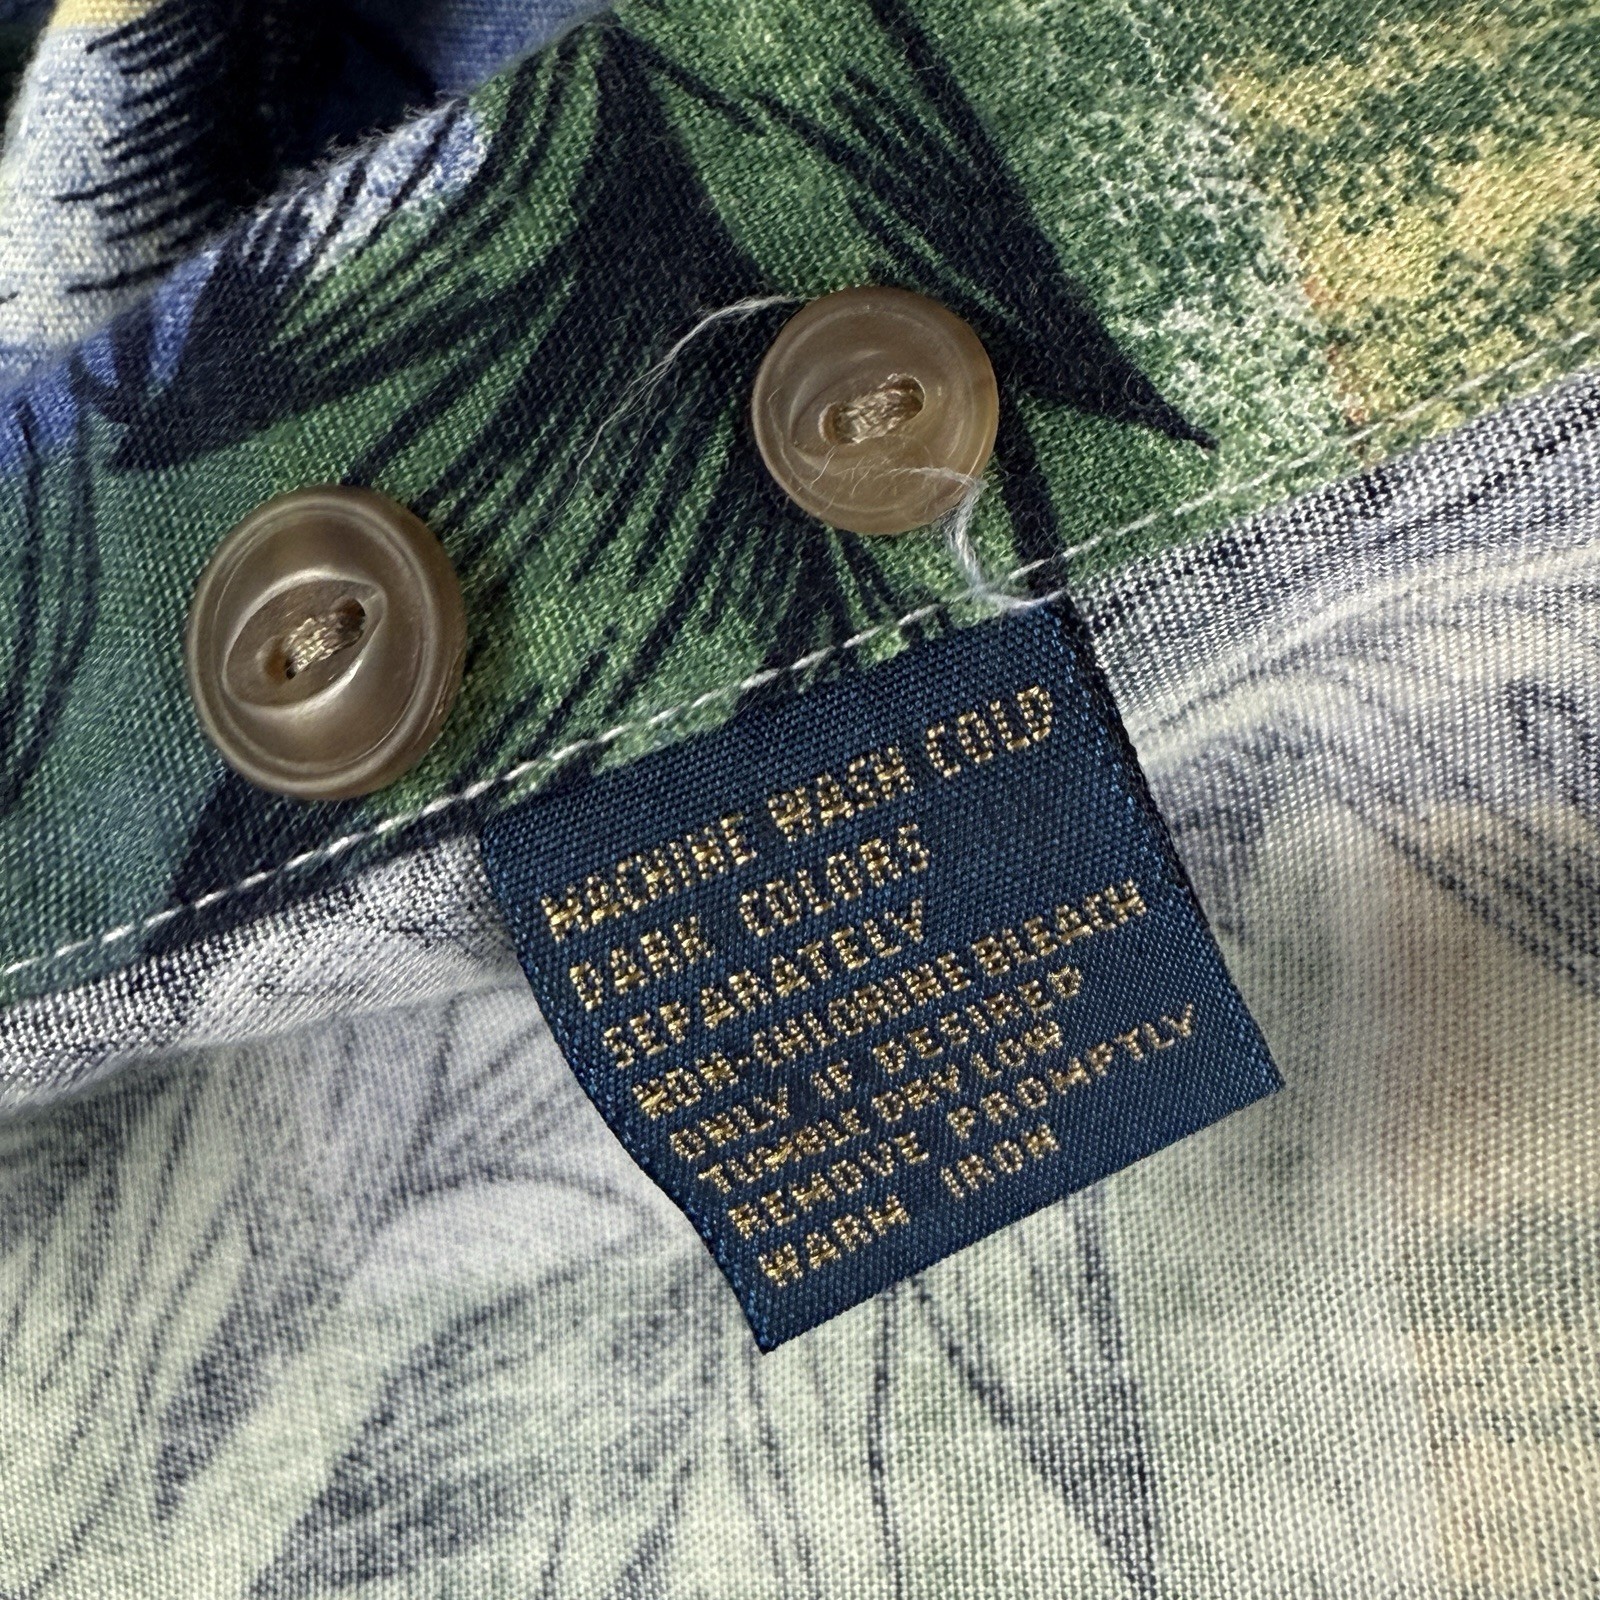 MACHINE WASH COLD
DARK COLORS
SEPARATELY
NON-CHLORINE BLEACH
ONLY IF DESIRED
TUMBLE DRY LOW
REMOVE PROMPTLY
WARM IRON